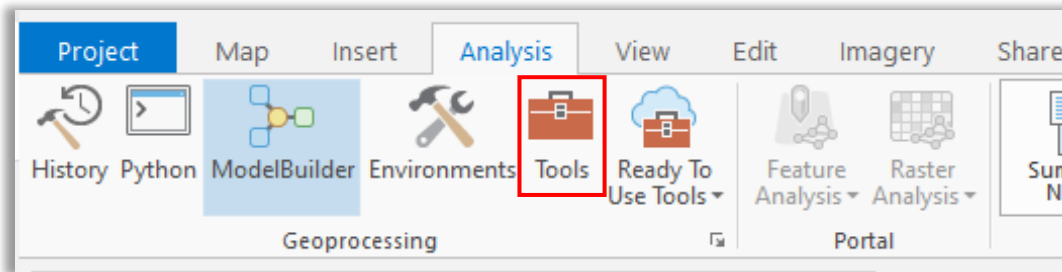 Project Map Insert Analysis View Edit Imagery Share
History Python ModelBuilder Environments Tools Ready To Use Tools Feature Analysis Raster Analysis
Geoprocessing Portal